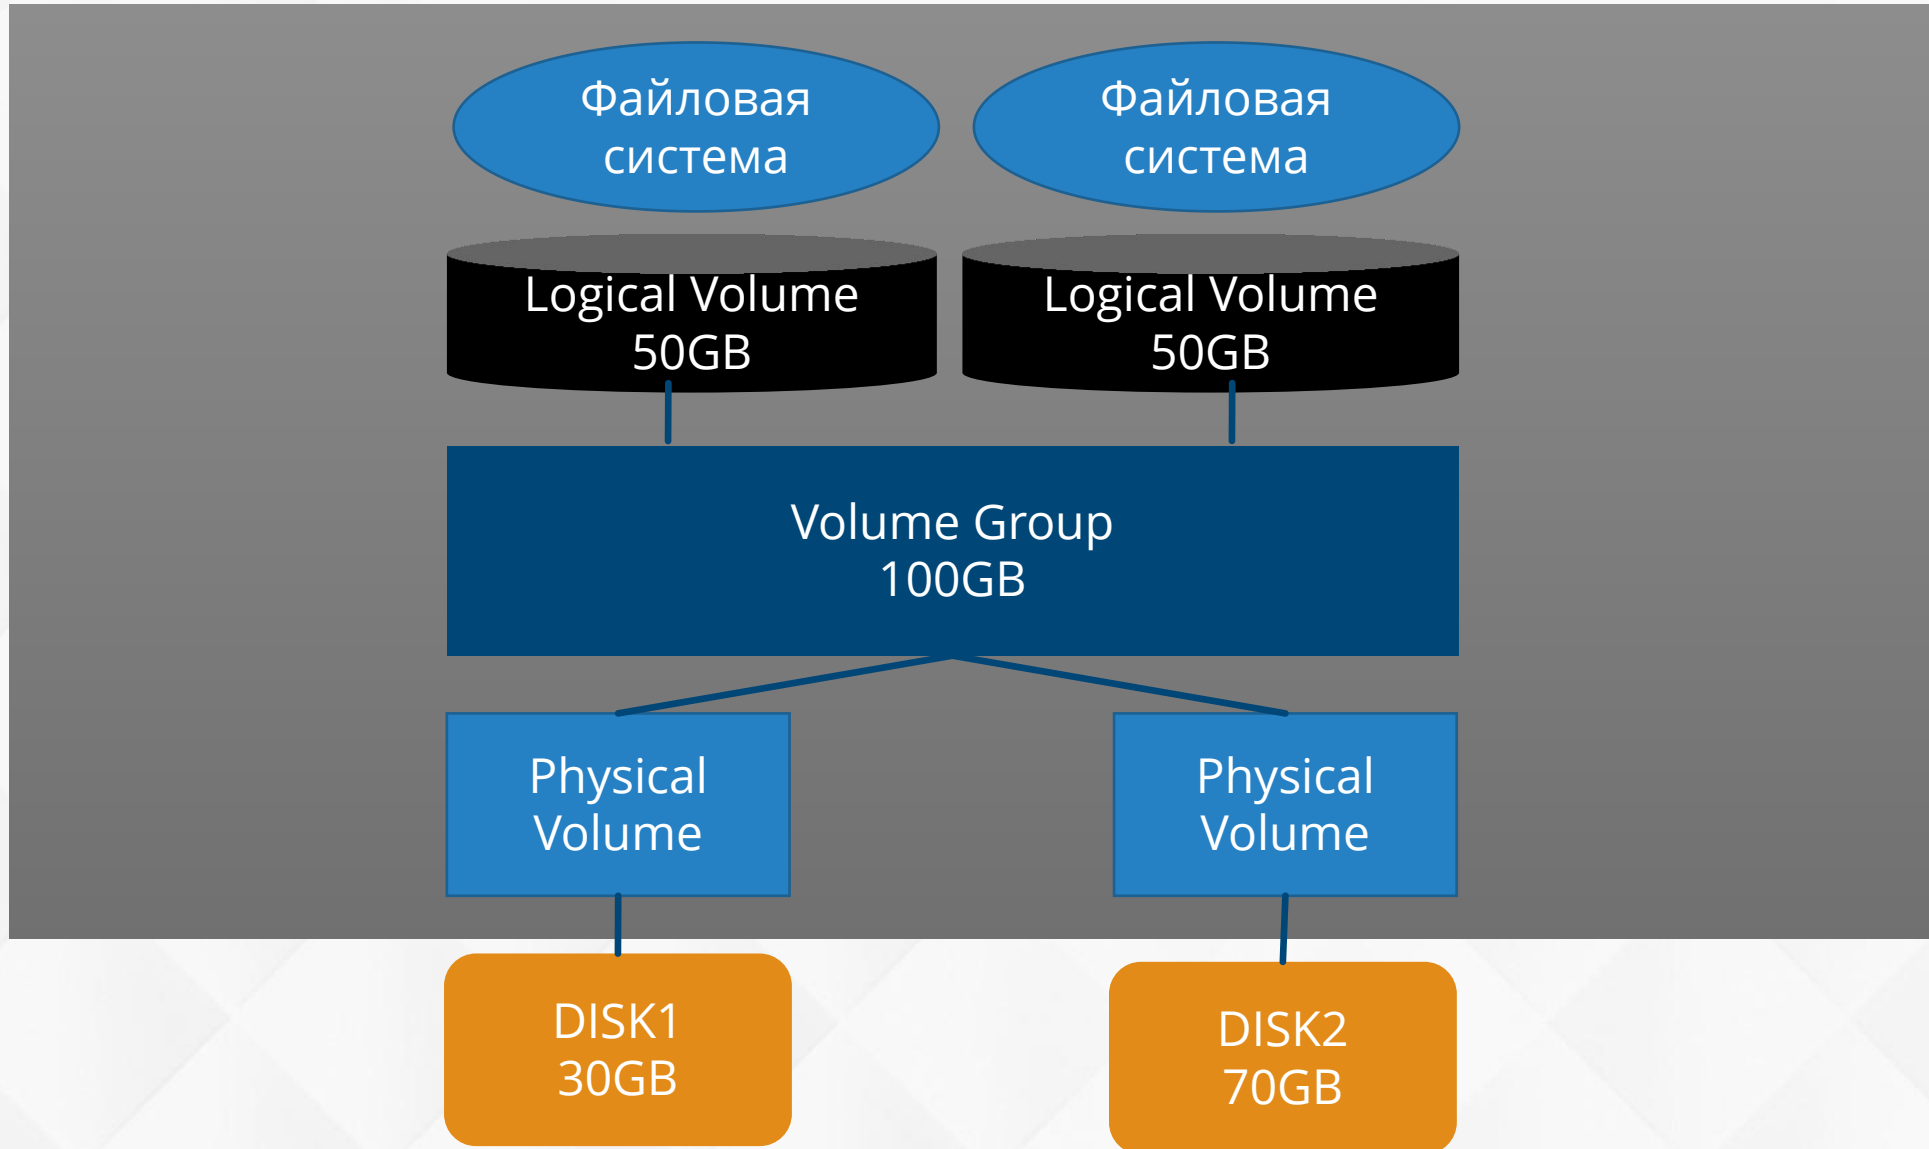 Файловая
система
Файловая
система
Logical Volume
50GB
Logical Volume
50GB
Volume Group
100GB
Physical
Volume
Physical
Volume
DISK1
30GB
DISK2
70GB